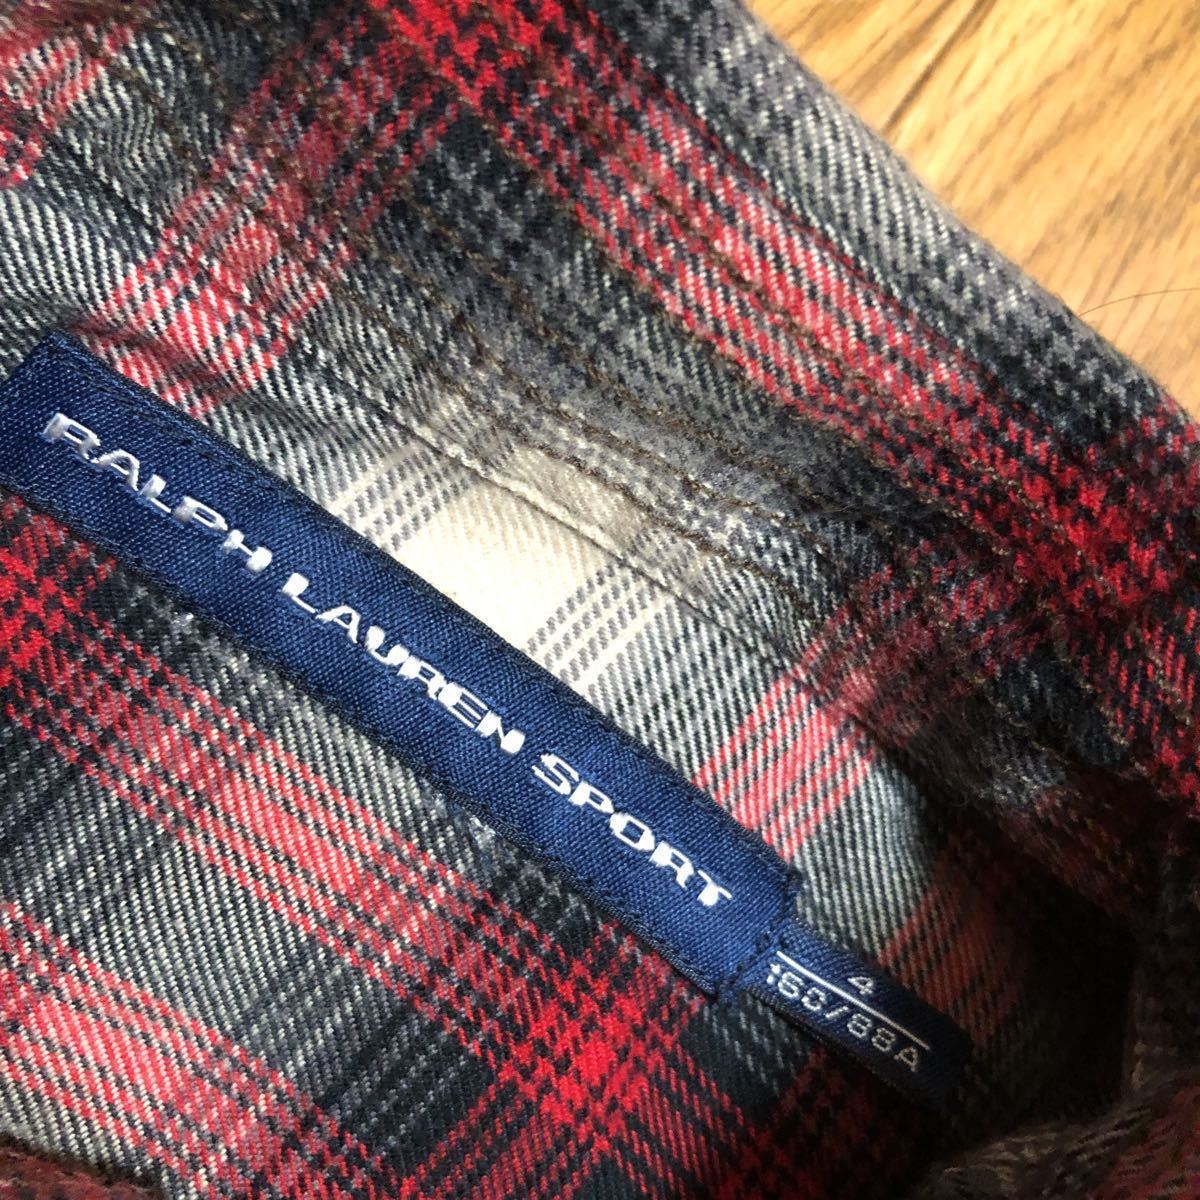 RALPH LAUREN SPORT
4
160/88A